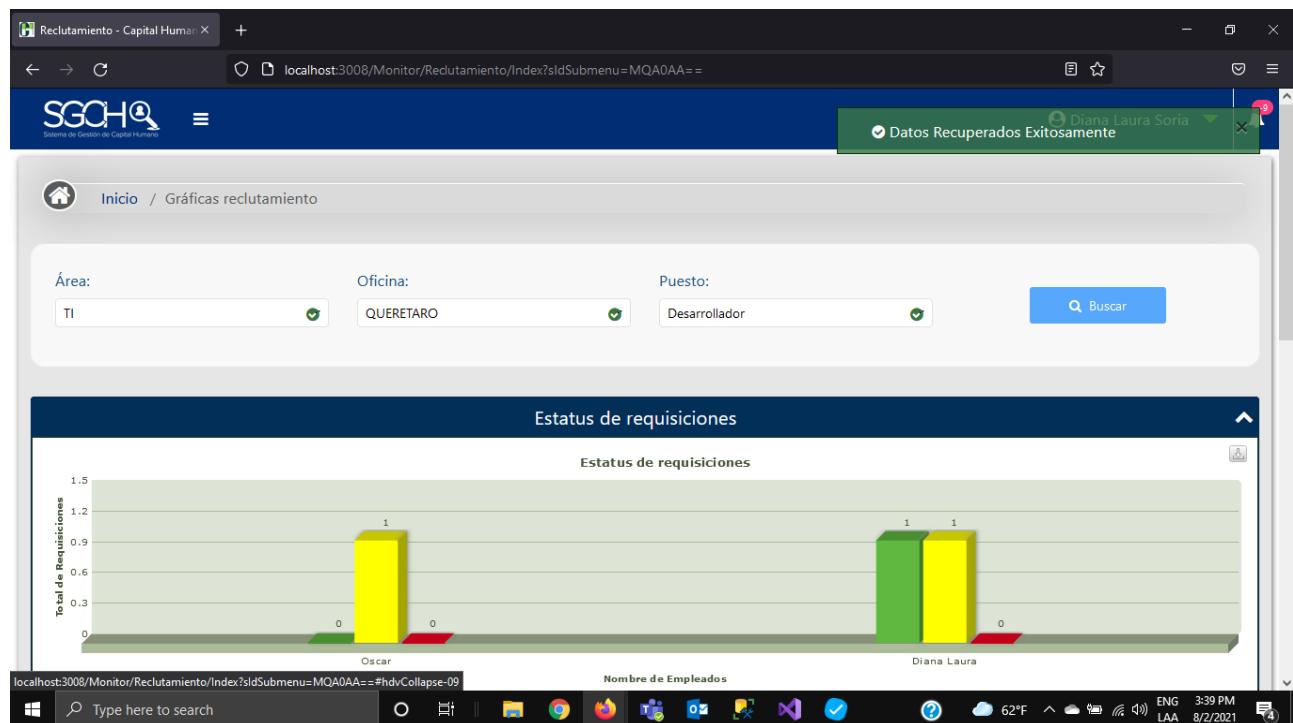 Reclutamiento - Capital Human
localhost:3008/Monitor/Reclutamiento/Index?sIdSubmenu=MQA0AA==
SGCH
Sistema de Gestión de Capital Humano
Diana Laura Soria
-9
Datos Recuperados Exitosamente
Inicio / Gráficas reclutamiento
Área: Oficina: Puesto:
TI QUERETARO Desarrollador Buscar
Estatus de requisiciones
Estatus de requisiciones
Total de Requisiciones
1.5
1.2
0.9
0.6
0.3
0
0 1 0 1 1 0
Oscar Diana Laura
Nombre de Empleados
localhost:3008/Monitor/Reclutamiento/Index?sIdSubmenu=MQA0AA==#hdvCollapse-09
Type here to search
62°F
ENG 3:39 PM
LAA 8/2/2021
4